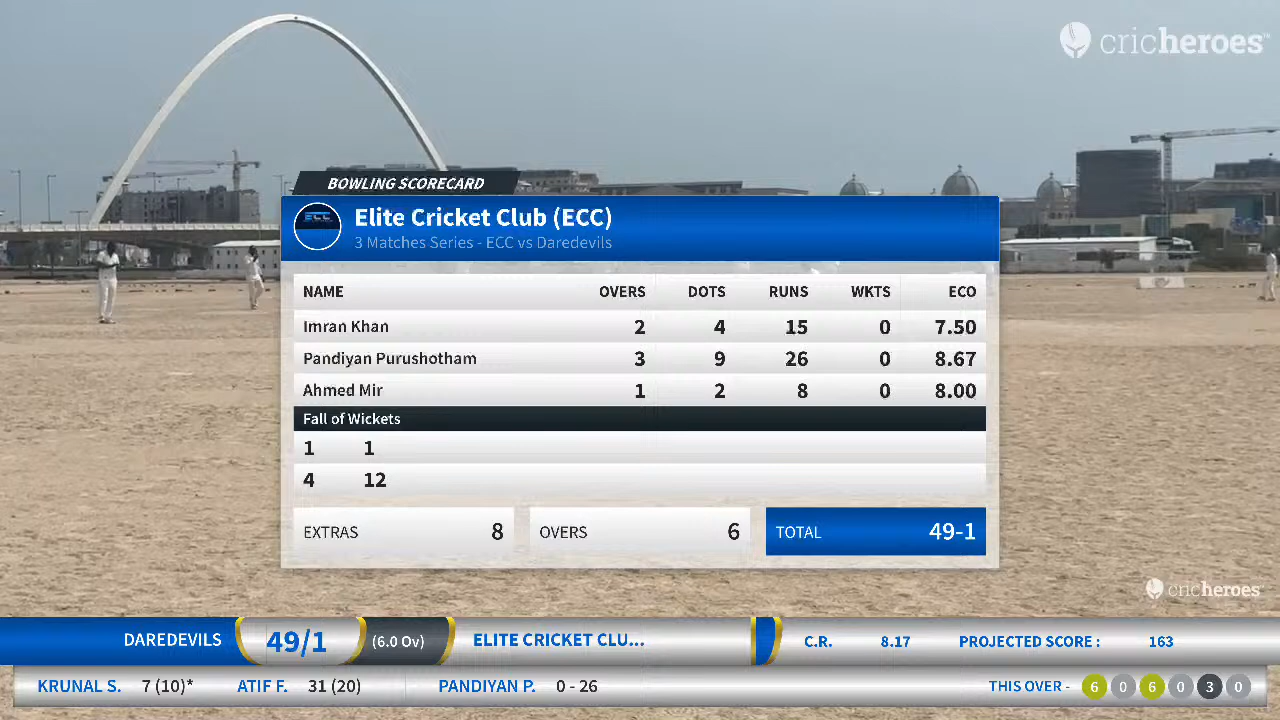 cricheroes™
BOWLING SCORECARD
ECC
Elite Cricket Club (ECC)
3 Matches Series - ECC vs Daredevils
NAME OVERS DOTS RUNS WKTS ECO
Imran Khan 2 4 15 0 7.50
Pandiyan Purushotham 3 9 26 0 8.67
Ahmed Mir 1 2 8 0 8.00
Fall of Wickets
1 1
4 12
EXTRAS 8 OVERS 6 TOTAL 49-1
cricheroes
DAREDEVILS 49/1 (6.0 Ov) ELITE CRICKET CLU... C.R. 8.17 PROJECTED SCORE : 163
KRUNAL S. 7 (10)* ATIF F. 31 (20) PANDIYAN P. 0 - 26 THIS OVER - 6 0 6 0 3 0